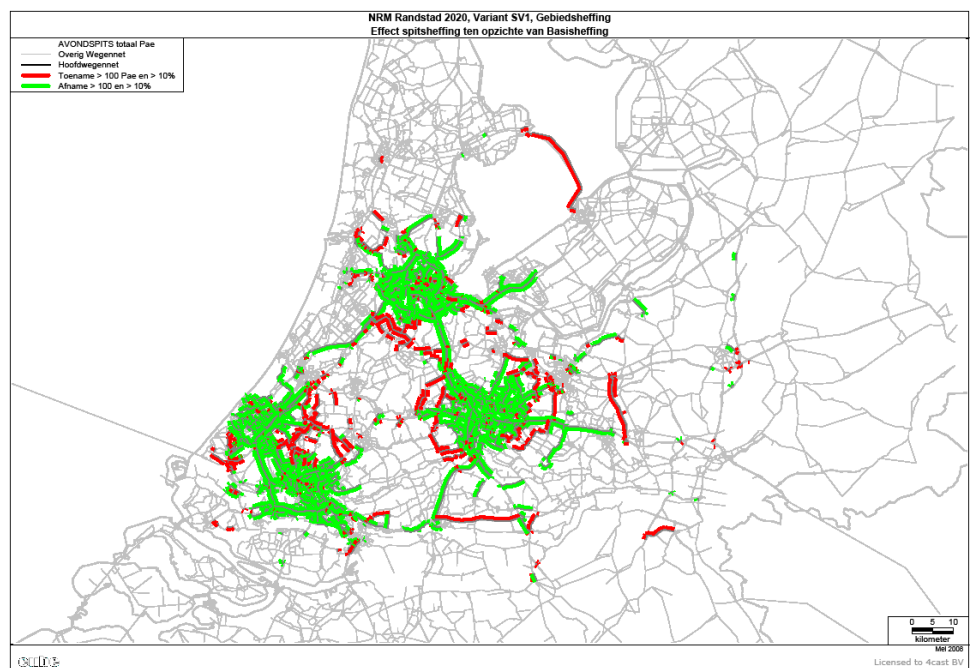 NRM Randstad 2020, Variant SV1, Gebiedsheffing
Effect spitsheffing ten opzichte van Basisheffing
AVONDSPITS totaal Pae
Overig Wegennet
Hoofdwegennet
Toename > 100 Pae en > 10%
Afname > 100 en > 10%
0 5 10
kilometer
Mei 2008
cube
Licensed to 4cast BV